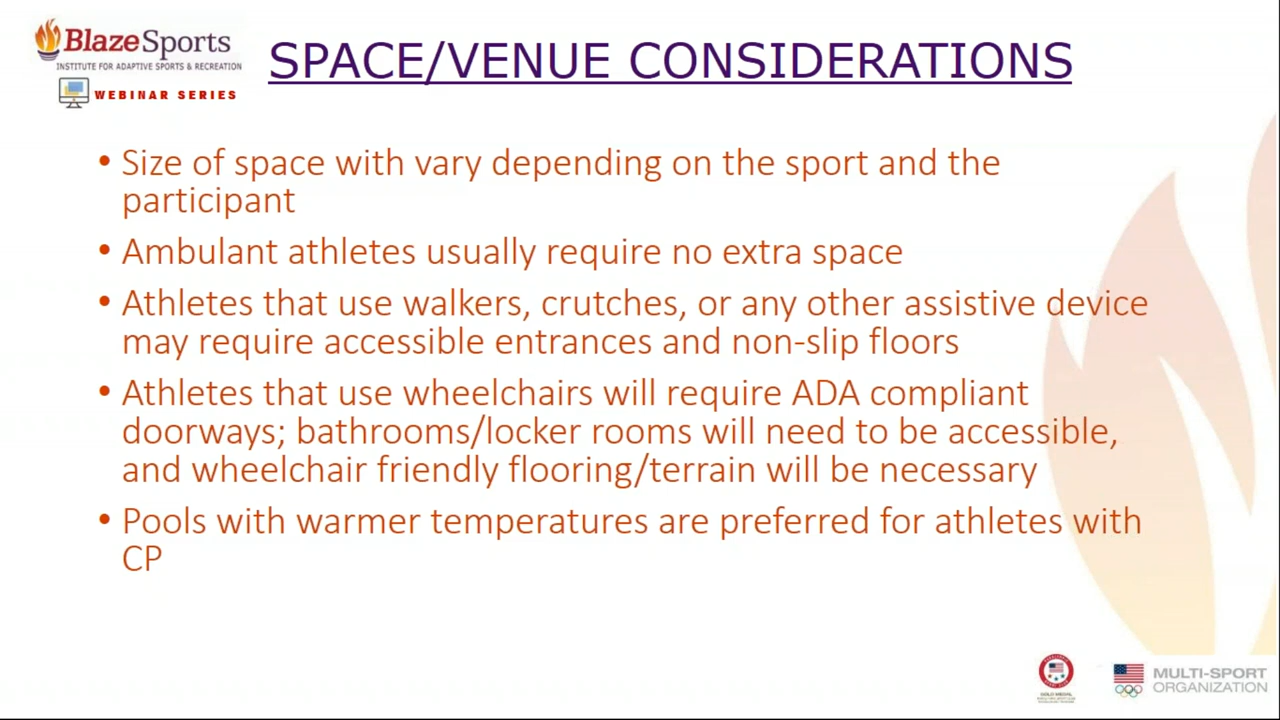 BlazeSports
INSTITUTE FOR ADAPTIVE SPORTS & RECREATION
WEBINAR SERIES
SPACE/VENUE CONSIDERATIONS
• Size of space with vary depending on the sport and the
participant
• Ambulant athletes usually require no extra space
• Athletes that use walkers, crutches, or any other assistive device
may require accessible entrances and non-slip floors
• Athletes that use wheelchairs will require ADA compliant
doorways; bathrooms/locker rooms will need to be accessible,
and wheelchair friendly flooring/terrain will be necessary
• Pools with warmer temperatures are preferred for athletes with
CP
GOLD MEDAL
MULTI-SPORT
ORGANIZATION